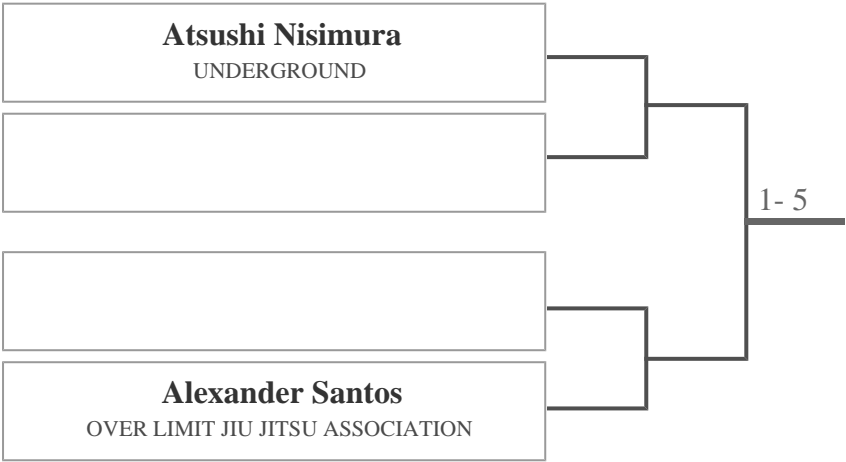 Atsushi Nisimura
UNDERGROUND
1- 5
Alexander Santos
OVER LIMIT JIU JITSU ASSOCIATION